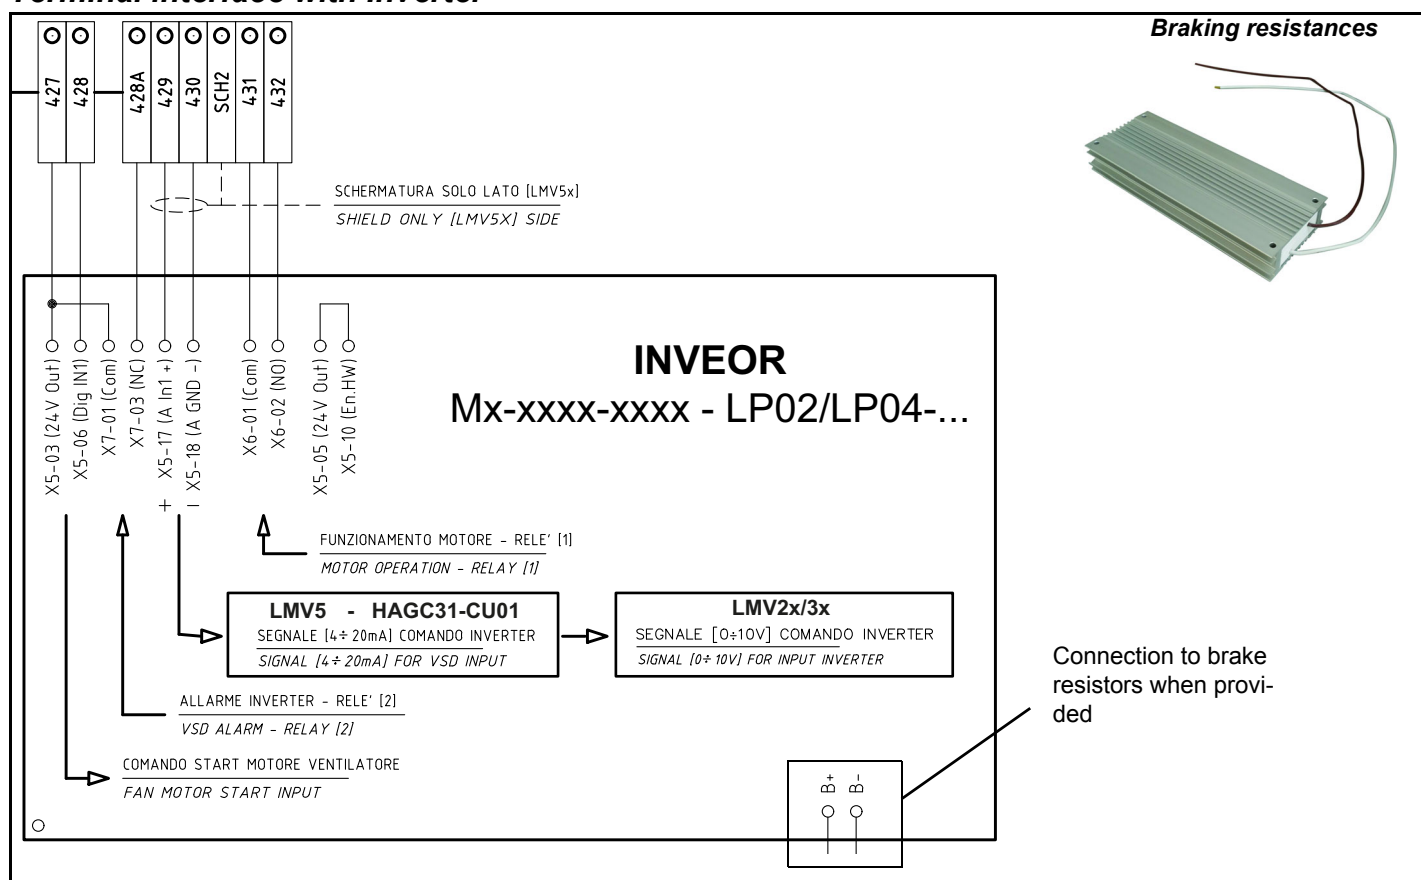 Terminal interface with inverter
Braking resistances
427
428
428A
429
430
SCH2
431
432
SCHERMATURA SOLO LATO [LMV5x]
SHIELD ONLY [LMV5X] SIDE
X5-03 (24V Out)
X5-06 (Dig IN1)
X7-01 (Com)
X7-03 (NC)
+ X5-17 (A In1 +)
- X5-18 (A GND -)
X6-01 (Com)
X6-02 (NO)
X5-05 (24V Out)
X5-10 (En.HW)
INVEOR
Mx-xxxx-xxxx - LP02/LP04-...
FUNZIONAMENTO MOTORE - RELE' [1]
MOTOR OPERATION - RELAY [1]
LMV5 - HAGC31-CU01
SEGNALE [4÷20mA] COMANDO INVERTER
SIGNAL [4÷20mA] FOR VSD INPUT
LMV2x/3x
SEGNALE [0÷10V] COMANDO INVERTER
SIGNAL [0÷10V] FOR INPUT INVERTER
Connection to brake
resistors when provi-
ded
ALLARME INVERTER - RELE' [2]
VSD ALARM - RELAY [2]
COMANDO START MOTORE VENTILATORE
FAN MOTOR START INPUT
B+
B-